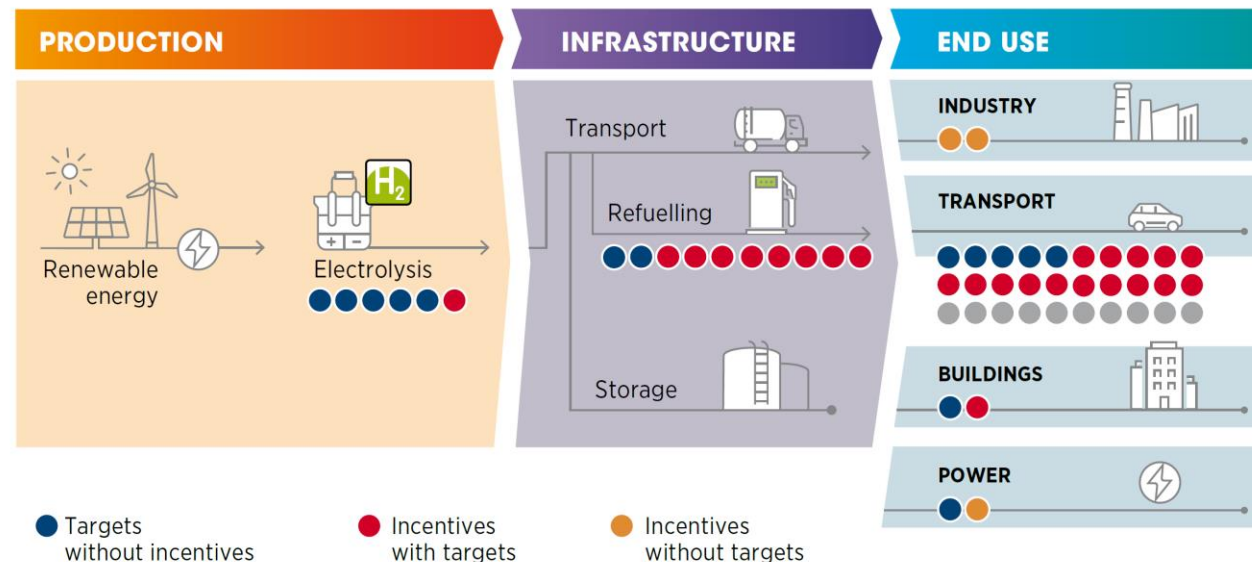 PRODUCTION
INFRASTRUCTURE
END USE
Renewable
energy
H2
Electrolysis
Transport
Refuelling
Storage
INDUSTRY
TRANSPORT
BUILDINGS
POWER
Targets
without incentives
Incentives
with targets
Incentives
without targets